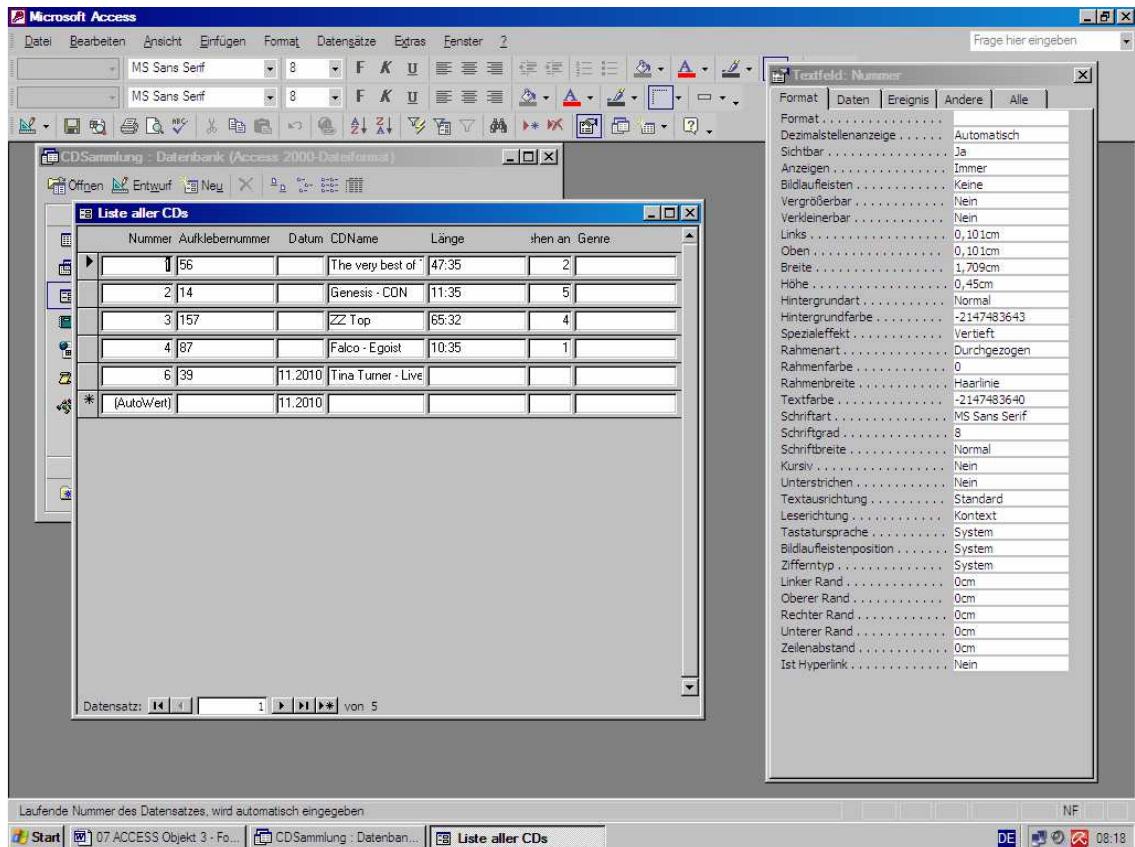 Microsoft Access
Datei Bearbeiten Ansicht Einfügen Format Datensätze Extras Fenster ?
Frage hier eingeben
MS Sans Serif 8 F K U
MS Sans Serif 8 F K U
CDSammlung : Datenbank (Access 2000-Dateiformat)
Öffnen Entwurf Neu
Liste aller CDs
Nummer Aufklebernummer Datum CDName Länge ehen an Genre
1 56 The very best of 47:35 2
2 14 Genesis - CON 11:35 5
3 157 ZZ Top 65:32 4
4 87 Falco - Egoist 10:35 1
6 39 11.2010 Tina Turner - Live
(AutoWert) 11.2010
Datensatz: 1 von 5
Textfeld: Nummer
Format Daten Ereignis Andere Alle
Format
Dezimalstellenanzeige Automatisch
Sichtbar Ja
Anzeigen Immer
Bildlaufleisten Keine
Vergrößerbar Nein
Verkleinerbar Nein
Links 0,101cm
Oben 0,101cm
Breite 1,709cm
Höhe 0,45cm
Hintergrundart Normal
Hintergrundfarbe -2147483643
Spezialeffekt Vertieft
Rahmenart Durchgezogen
Rahmenfarbe 0
Rahmenbreite Haarlinie
Textfarbe -2147483640
Schriftart MS Sans Serif
Schriftgrad 8
Schriftbreite Normal
Kursiv Nein
Unterstrichen Nein
Textausrichtung Standard
Leserichtung Kontext
Tastatursprache System
Bildlaufleistenposition System
Zifferntyp System
Linker Rand 0cm
Oberer Rand 0cm
Rechter Rand 0cm
Unterer Rand 0cm
Zeilenabstand 0cm
Ist Hyperlink Nein
Laufende Nummer des Datensatzes, wird automatisch eingegeben
NF
Start 07 ACCESS Objekt 3 - Fo... CDSammlung : Datenban... Liste aller CDs DE 08:18